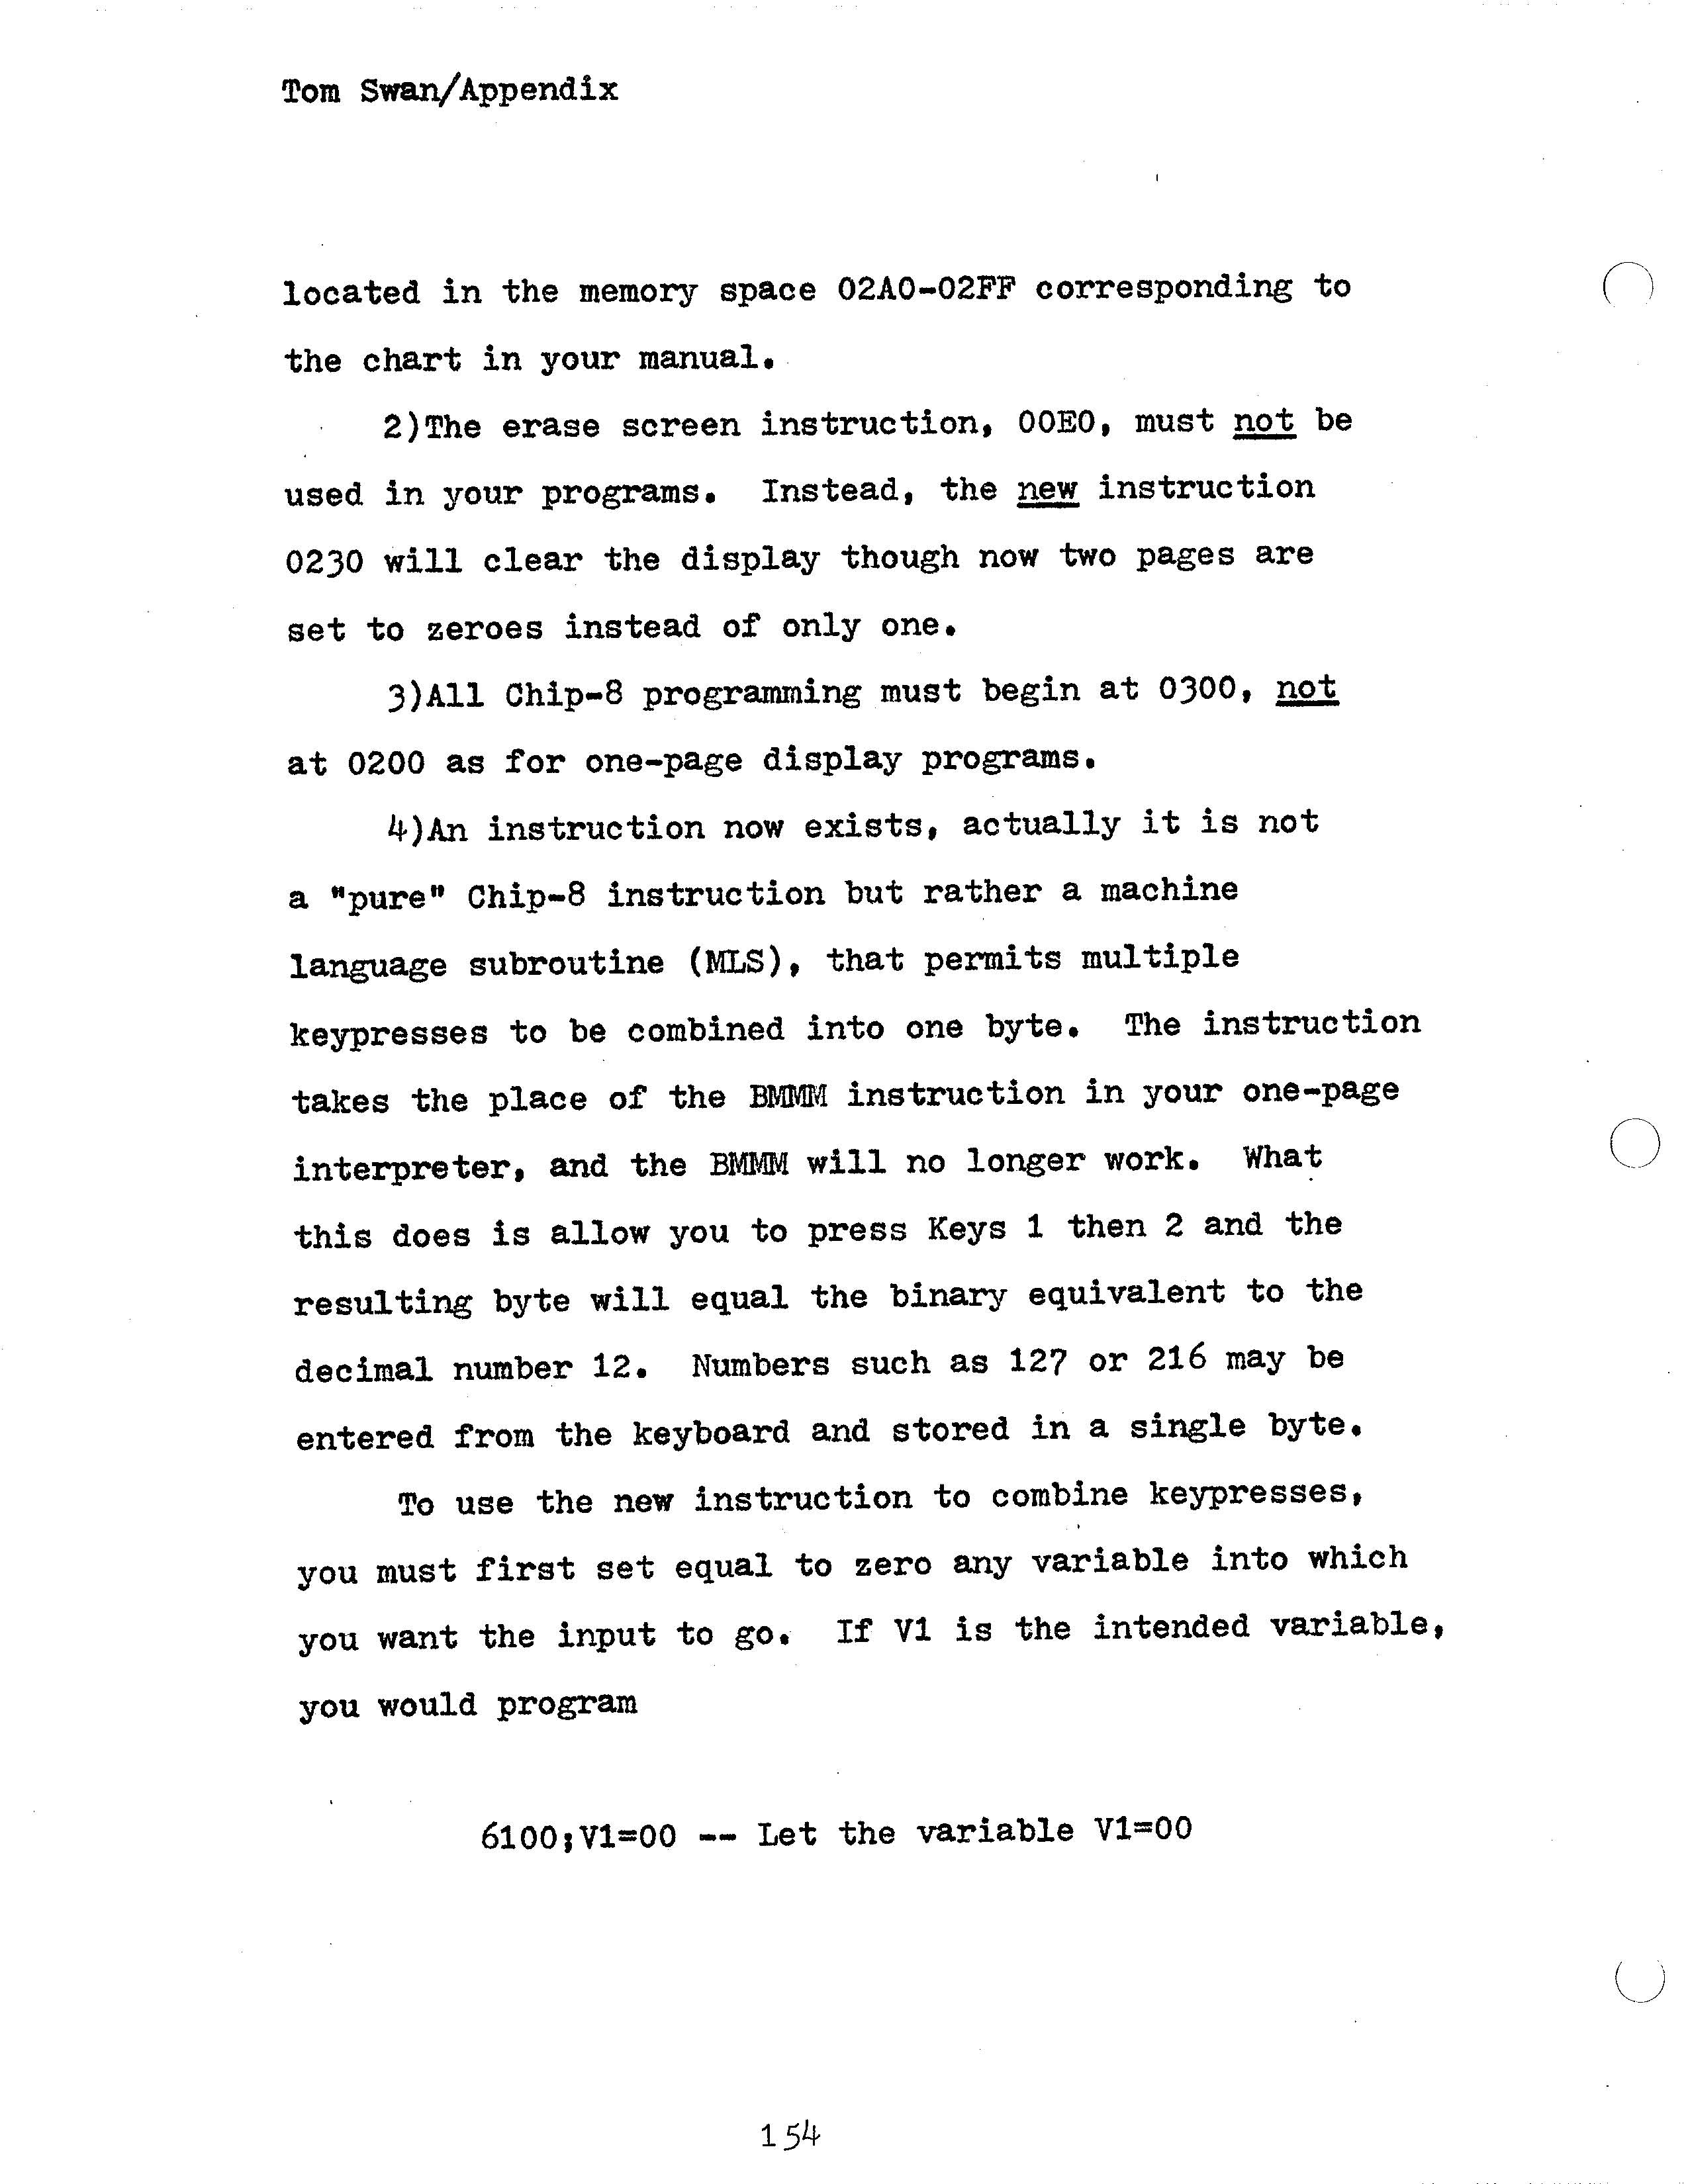 Tom Swan/Appendix
located in the memory space 02A0-02FF corresponding to
the chart in your manual.
2)The erase screen instruction, 00E0, must not be
used in your programs.  Instead, the new instruction
0230 will clear the display though now two pages are
set to zeroes instead of only one.
3)All Chip-8 programming must begin at 0300, not
at 0200 as for one-page display programs.
4)An instruction now exists, actually it is not
a "pure" Chip-8 instruction but rather a machine
language subroutine (MLS), that permits multiple
keypresses to be combined into one byte.  The instruction
takes the place of the BMMM instruction in your one-page
interpreter, and the BMMM will no longer work.  What
this does is allow you to press Keys 1 then 2 and the
resulting byte will equal the binary equivalent to the
decimal number 12.  Numbers such as 127 or 216 may be
entered from the keyboard and stored in a single byte.
To use the new instruction to combine keypresses,
you must first set equal to zero any variable into which
you want the input to go.  If V1 is the intended variable,
you would program
6100;V1=00 -- Let the variable V1=00
154